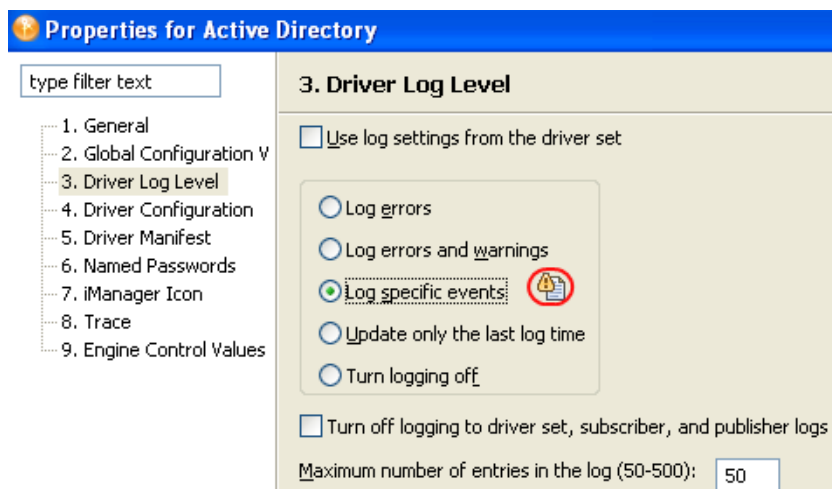 Properties for Active Directory
type filter text
1. General
2. Global Configuration V
3. Driver Log Level
4. Driver Configuration
5. Driver Manifest
6. Named Passwords
7. iManager Icon
8. Trace
9. Engine Control Values
3. Driver Log Level
Use log settings from the driver set
Log errors
Log errors and warnings
Log specific events
Update only the last log time
Turn logging off
Turn off logging to driver set, subscriber, and publisher logs
Maximum number of entries in the log (50-500): 50